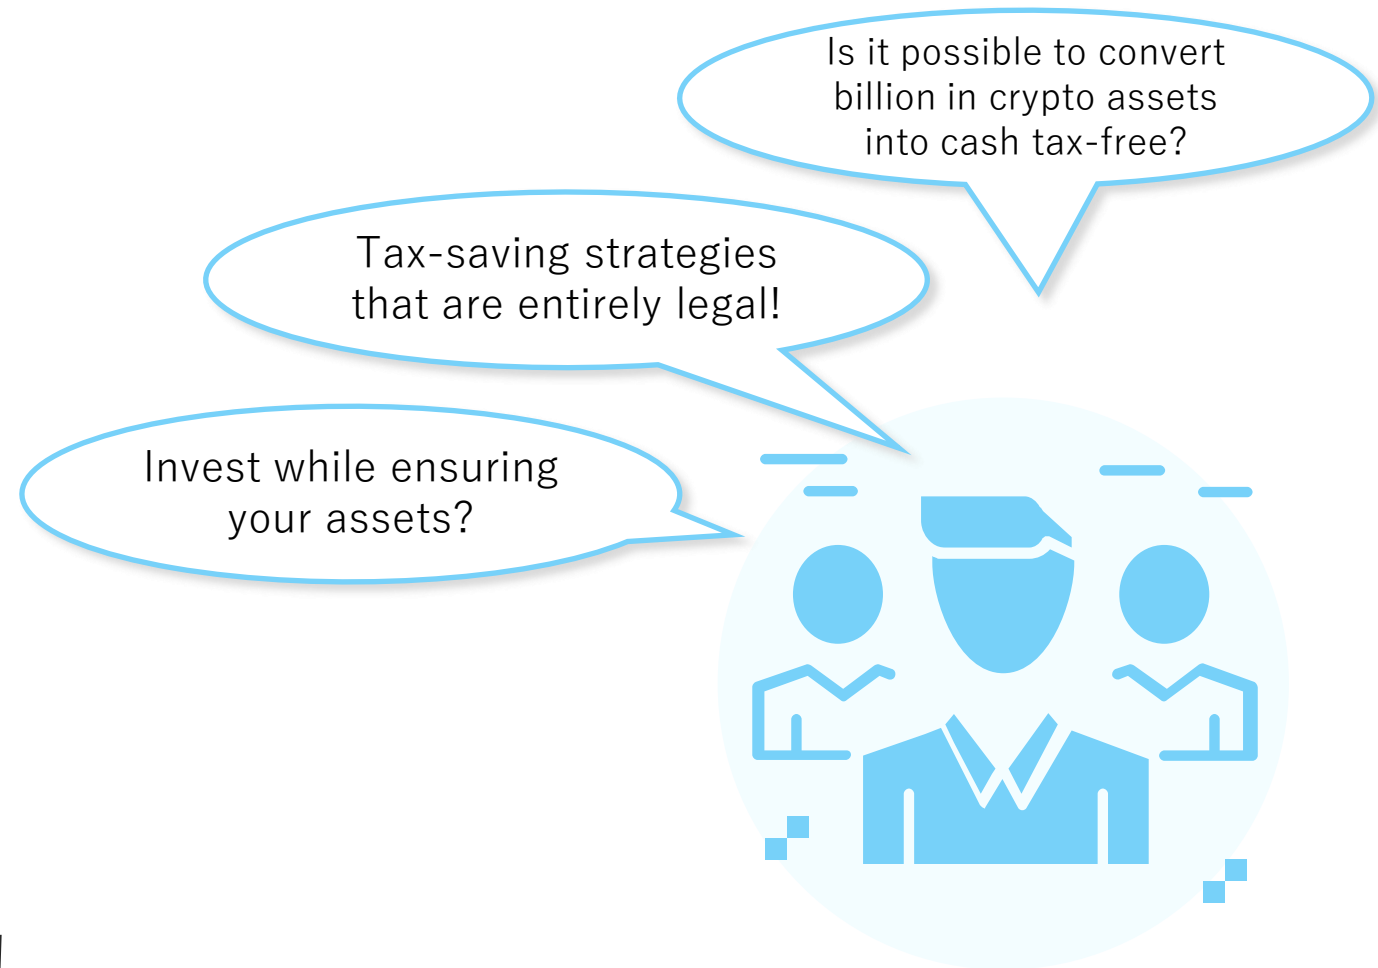 Is it possible to convert
billion in crypto assets
into cash tax-free?
Tax-saving strategies
that are entirely legal!
Invest while ensuring
your assets?